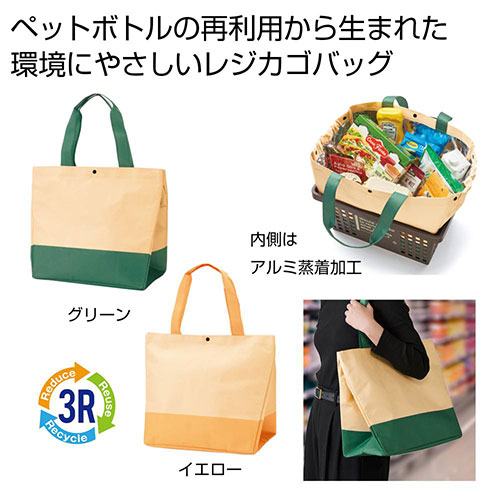 ペットボトルの再利用から生まれた
環境にやさしいレジカゴバッグ
内側は
アルミ蒸着加工
グリーン
Reduce
Reuse
3R
Recycle
イエロー